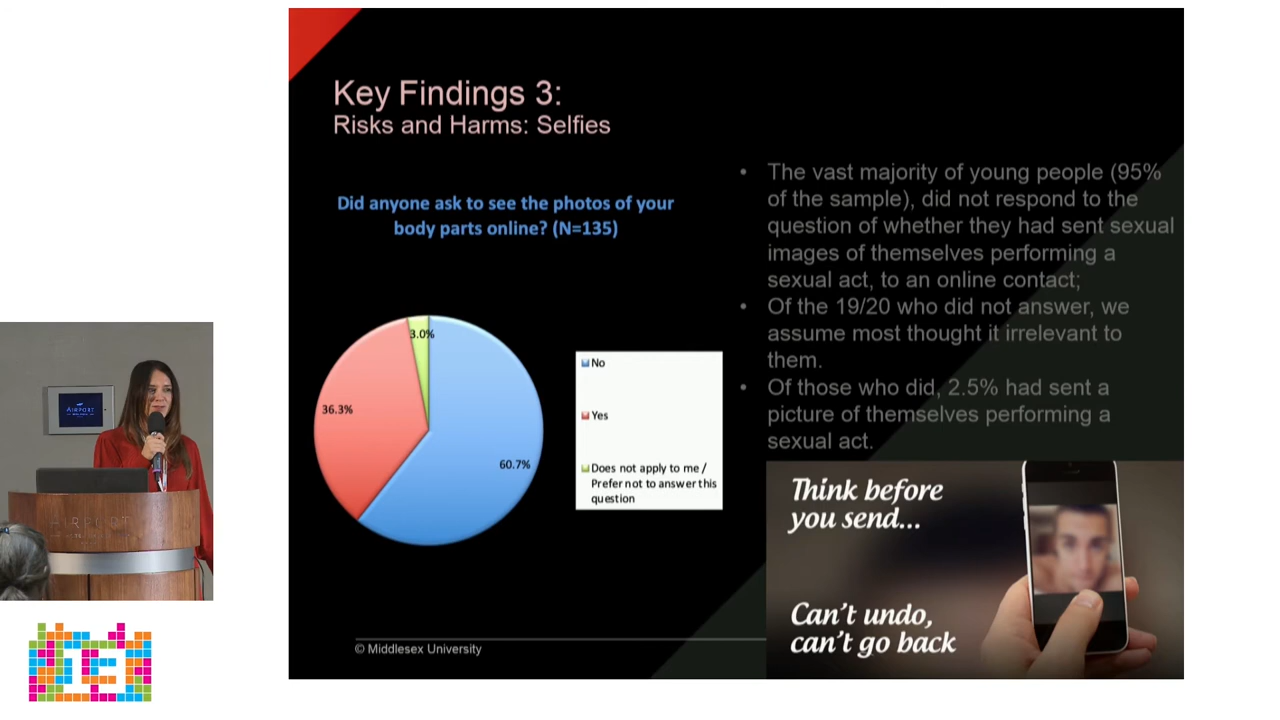 Key Findings 3:
Risks and Harms: Selfies
Did anyone ask to see the photos of your
body parts online? (N=135)
3.0%
36.3%
60.7%
No
Yes
Does not apply to me /
Prefer not to answer this
question
• The vast majority of young people (95%
of the sample), did not respond to the
question of whether they had sent sexual
images of themselves performing a
sexual act, to an online contact;
• Of the 19/20 who did not answer, we
assume most thought it irrelevant to
them.
• Of those who did, 2.5% had sent a
picture of themselves performing a
sexual act.
Think before
you send...
Can't undo,
can't go back
© Middlesex University
AIRPORT
AIRPORT
CEI